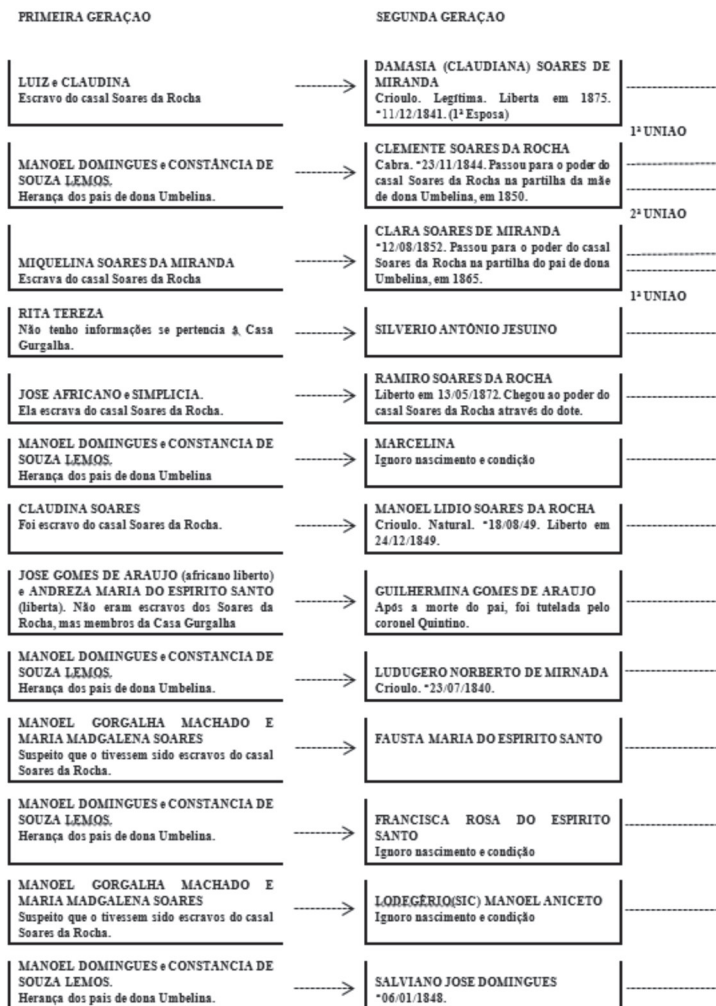 PRIMEIRA GERAÇAO
SEGUNDA GERAÇAO
LUIZ e CLAUDINA
Escravo do casal Soares da Rocha
DAMASIA (CLAUDIANA) SOARES DE
MIRANDA
Crioulo. Legítima. Liberta em 1875.
*11/12/1841. (1ª Esposa)
1ª UNIAO
MANOEL DOMINGUES e CONSTÂNCIA DE
SOUZA LEMOS.
Herança dos pais de dona Umbelina.
CLEMENTE SOARES DA ROCHA
Cabra. *23/11/1844. Passou para o poder do
casal Soares da Rocha na partilha da mãe
de dona Umbelina, em 1850.
2ª UNIAO
MIQUELINA SOARES DA MIRANDA
Escrava do casal Soares da Rocha
CLARA SOARES DE MIRANDA
*12/08/1852. Passou para o poder do casal
Soares da Rocha na partilha do pai de dona
Umbelina, em 1865.
1ª UNIAO
RITA TEREZA
Não tenho informações se pertencia à Casa
Gurgalha.
SILVERIO ANTÔNIO JESUINO
JOSE AFRICANO e SIMPLICIA.
Ela escrava do casal Soares da Rocha.
RAMIRO SOARES DA ROCHA
Liberto em 13/05/1872. Chegou ao poder do
casal Soares da Rocha através do dote.
MANOEL DOMINGUES e CONSTANCIA DE
SOUZA LEMOS.
Herança dos pais de dona Umbelina
MARCELINA
Ignoro nascimento e condição
CLAUDINA SOARES
Foi escravo do casal Soares da Rocha.
MANOEL LIDIO SOARES DA ROCHA
Crioulo. Natural. *18/08/49. Liberto em
24/12/1849.
JOSE GOMES DE ARAUJO (africano liberto)
e ANDREZA MARIA DO ESPIRITO SANTO
(liberta). Não eram escravos dos Soares da
Rocha, mas membros da Casa Gurgalha
GUILHERMINA GOMES DE ARAUJO
Após a morte do pai, foi tutelada pelo
coronel Quintino.
MANOEL DOMINGUES e CONSTANCIA DE
SOUZA LEMOS.
Herança dos pais de dona Umbelina.
LUDUGERO NORBERTO DE MIRNADA
Crioulo. *23/07/1840.
MANOEL GORGALHA MACHADO E
MARIA MADGALENA SOARES
Suspeito que o tivessem sido escravos do casal
Soares da Rocha.
FAUSTA MARIA DO ESPIRITO SANTO
MANOEL DOMINGUES e CONSTANCIA DE
SOUZA LEMOS.
Herança dos pais de dona Umbelina.
FRANCISCA ROSA DO ESPIRITO
SANTO
Ignoro nascimento e condição
MANOEL GORGALHA MACHADO E
MARIA MADGALENA SOARES
Suspeito que o tivessem sido escravos do casal
Soares da Rocha.
LODEGÉRIO(SIC) MANOEL ANICETO
Ignoro nascimento e condição
MANOEL DOMINGUES e CONSTANCIA DE
SOUZA LEMOS.
Herança dos pais de dona Umbelina.
SALVIANO JOSE DOMINGUES
*06/01/1848.